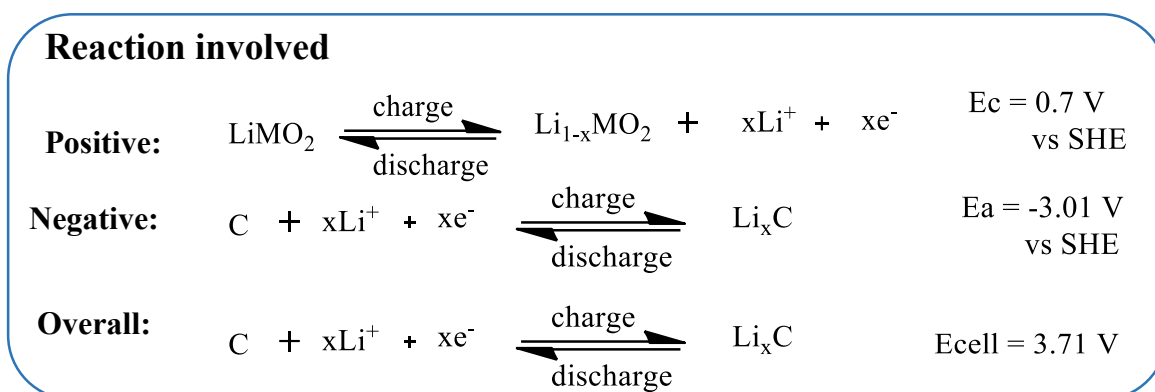 Reaction involved
charge
Positive: LiMO₂ Li₁₋ₓMO₂ + xLi⁺ + xe⁻ Ec = 0.7 V
discharge vs SHE
charge
Negative: C + xLi⁺ + xe⁻ LiₓC Ea = -3.01 V
discharge vs SHE
charge
Overall: C + xLi⁺ + xe⁻ LiₓC Ecell = 3.71 V
discharge